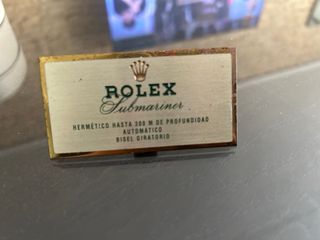 ROLEX
Submariner
HERMÉTICO HASTA 200 M DE PROFUNDIDAD
AUTOMATICO
BISEL GIRATORIO